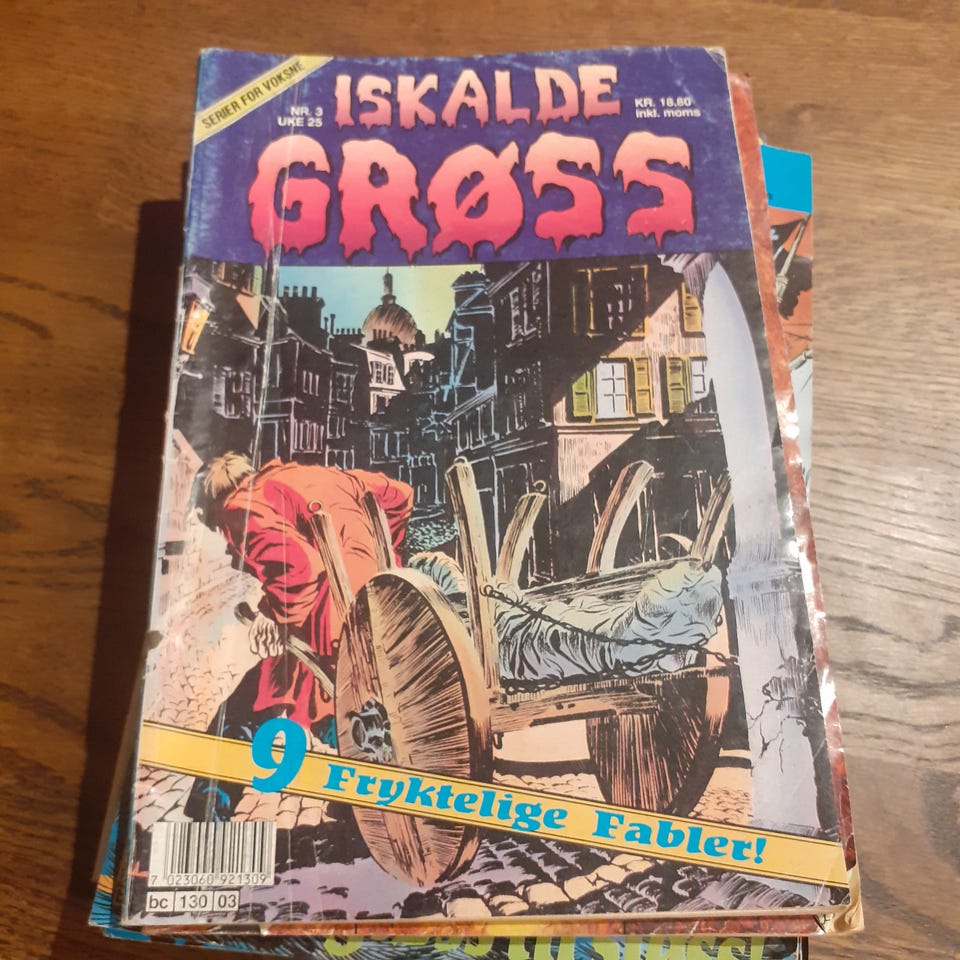 SERIER FOR VOKSNE
NR. 3
UKE 25
ISKALDE
KR. 18,80
inkl. moms
GRØSS
9 Fryktelige Fabler!
7 023060 921309
bc 130 03